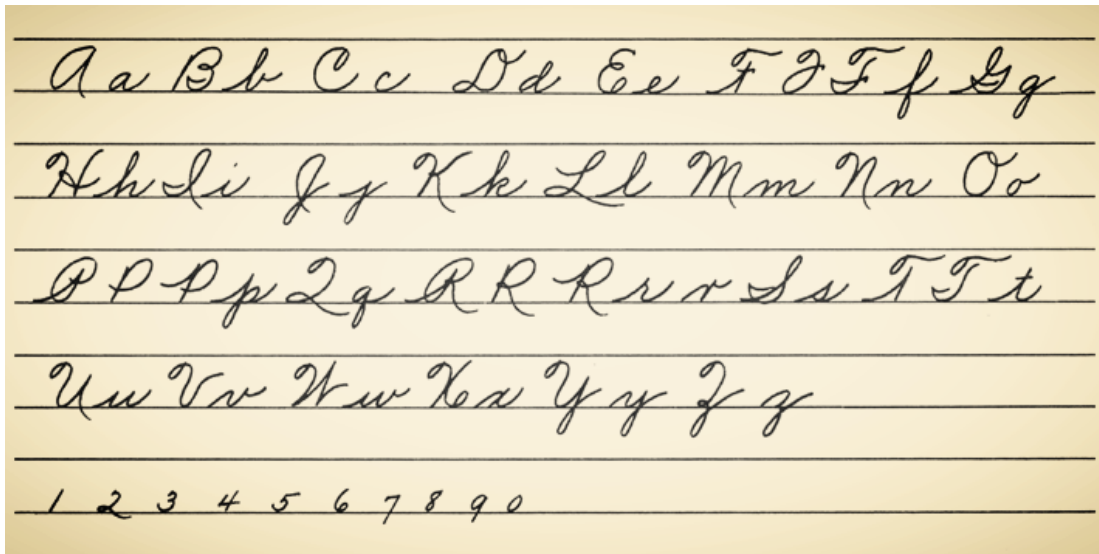 A a B b C c D d E e F F F f G g
H h I i J j K k L l M m N n O o
P P P p Q q R R R r r S s T T t
U u V v W w X x Y y Z z
1 2 3 4 5 6 7 8 9 0